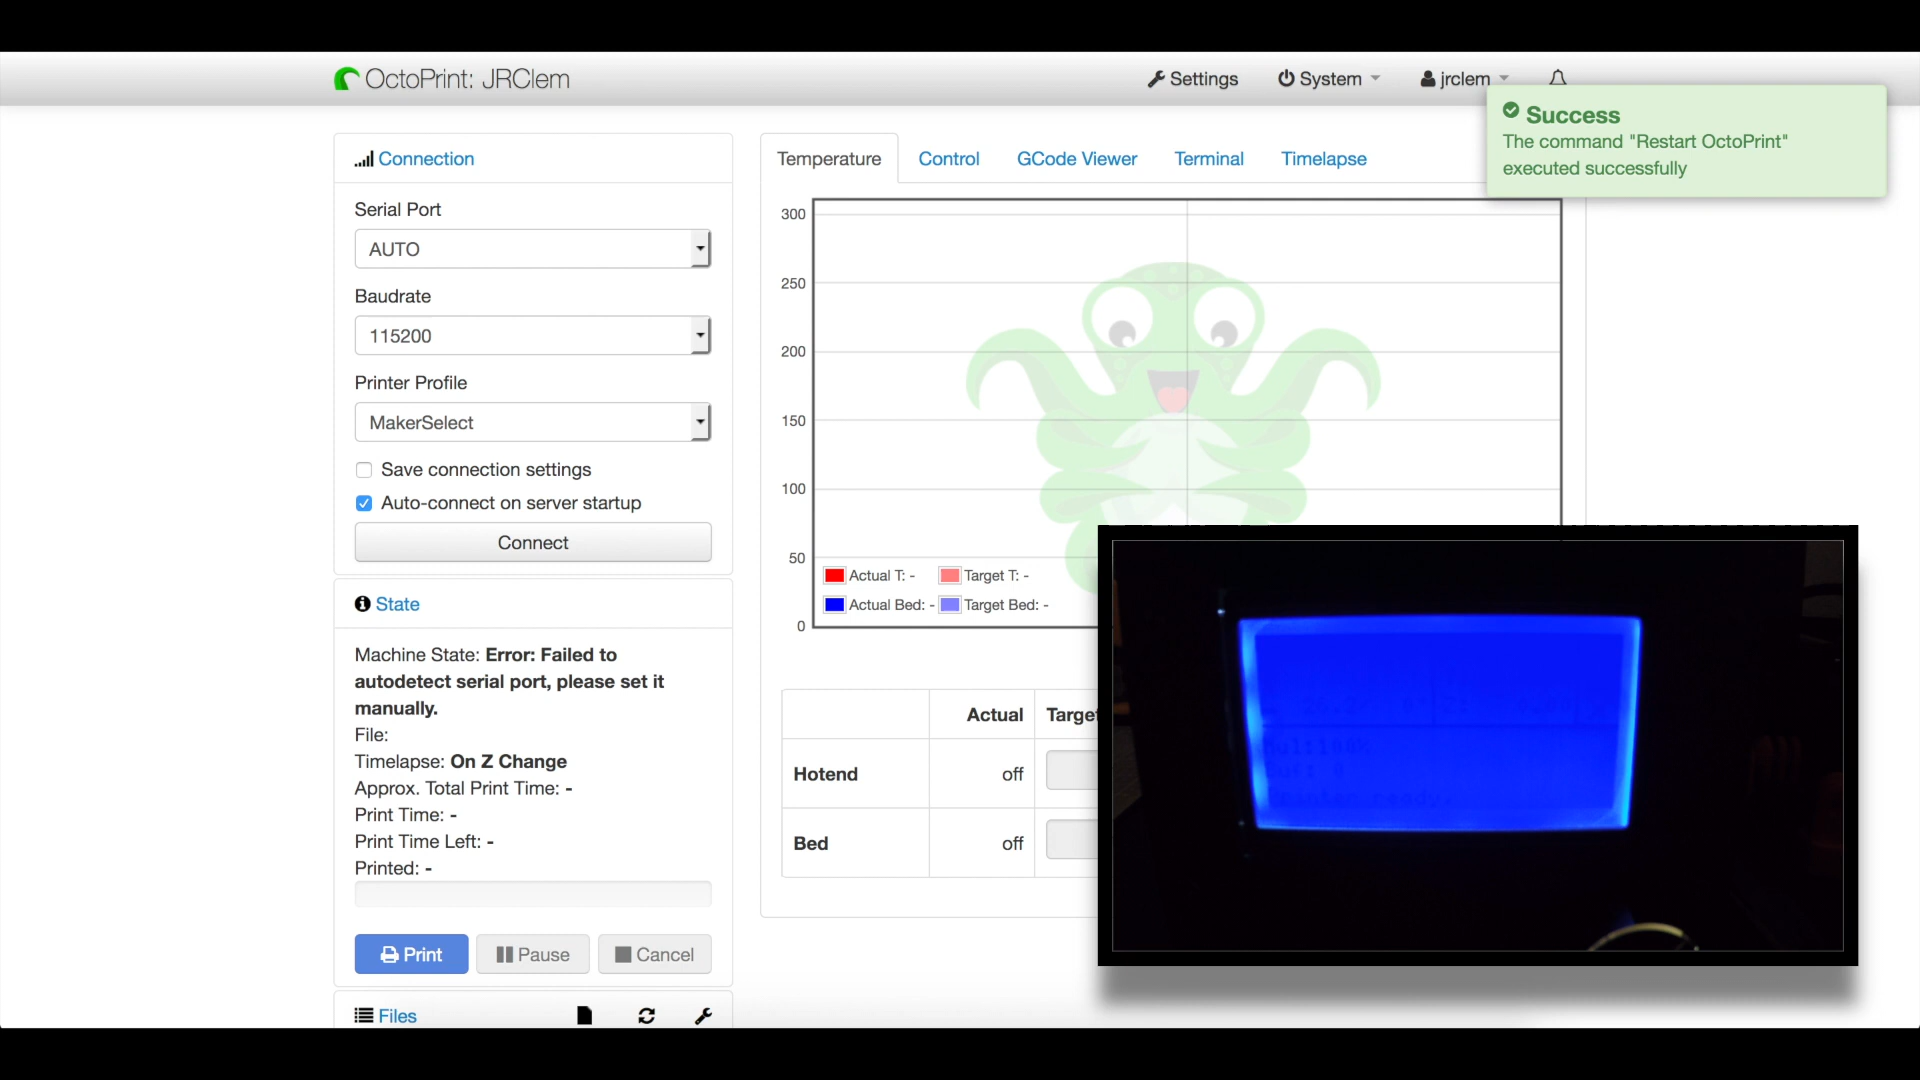 OctoPrint: JRClem
Settings
System
jrclem
Success
The command "Restart OctoPrint"
executed successfully
Connection
Serial Port
AUTO
Baudrate
115200
Printer Profile
MakerSelect
Save connection settings
Auto-connect on server startup
Connect
State
Machine State: Error: Failed to
autodetect serial port, please set it
manually.
File:
Timelapse: On Z Change
Approx. Total Print Time: -
Print Time: -
Print Time Left: -
Printed: -
Print
Pause
Cancel
Files
Temperature
Control
GCode Viewer
Terminal
Timelapse
300
250
200
150
100
50
0
Actual T: -
Target T: -
Actual Bed: -
Target Bed: -
Actual
Targe
Hotend
off
Bed
off
Printer ready.